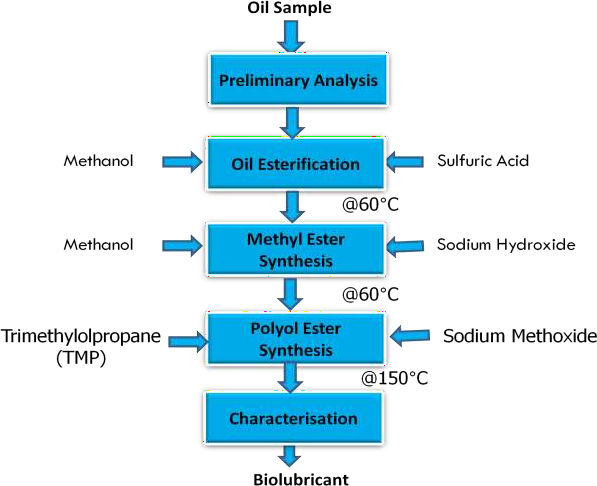 Oil Sample
Preliminary Analysis
Methanol
Oil Esterification
Sulfuric Acid
@60°C
Methanol
Methyl Ester
Synthesis
Sodium Hydroxide
@60°C
Trimethylolpropane
(TMP)
Polyol Ester
Synthesis
Sodium Methoxide
@150°C
Characterisation
Biolubricant